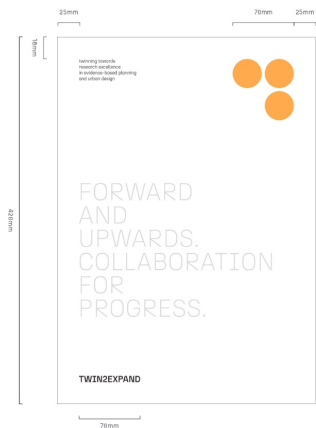 25mm
70mm
25mm
18mm
twinning towards
research excellence
in evidence-based planning
and urban design
420mm
FORWARD
AND
UPWARDS.
COLLABORATION
FOR
PROGRESS.
TWIN2EXPAND
70mm